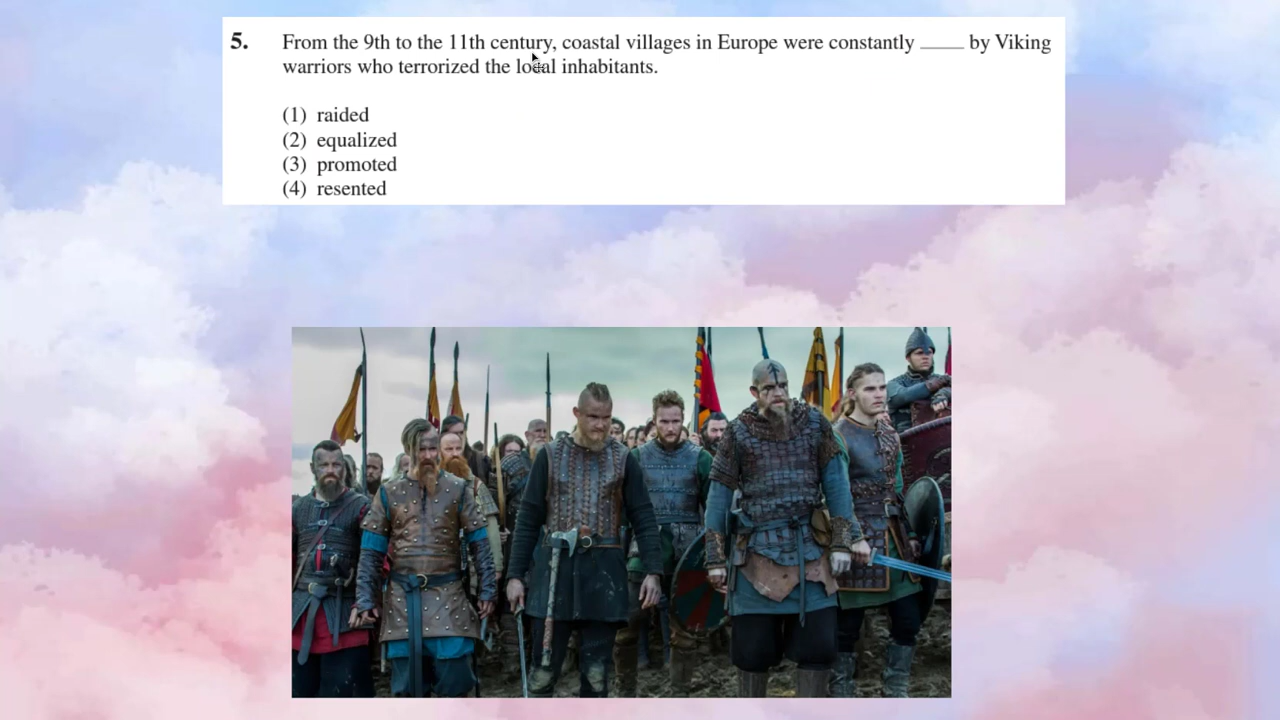 5. From the 9th to the 11th century, coastal villages in Europe were constantly _____ by Viking
warriors who terrorized the local inhabitants.
(1) raided
(2) equalized
(3) promoted
(4) resented